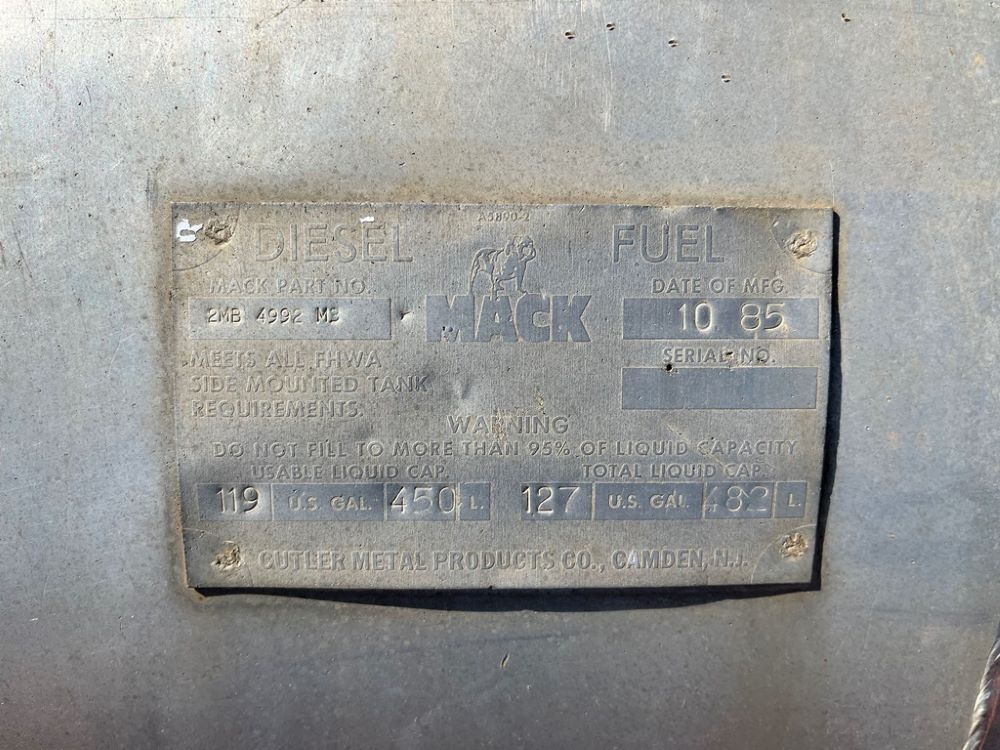 A5890-2
DIESEL FUEL
MACK PART NO.
2MB 4992 M3
MACK
DATE OF MFG.
10 85
MEETS ALL FHWA
SIDE MOUNTED TANK
REQUIREMENTS.
SERIAL NO.
WARNING
DO NOT FILL TO MORE THAN 95% OF LIQUID CAPACITY
USABLE LIQUID CAP. TOTAL LIQUID CAP.
119 U.S. GAL. 450 L. 127 U.S. GAL. 482 L.
CUTLER METAL PRODUCTS CO., CAMDEN, N.J.